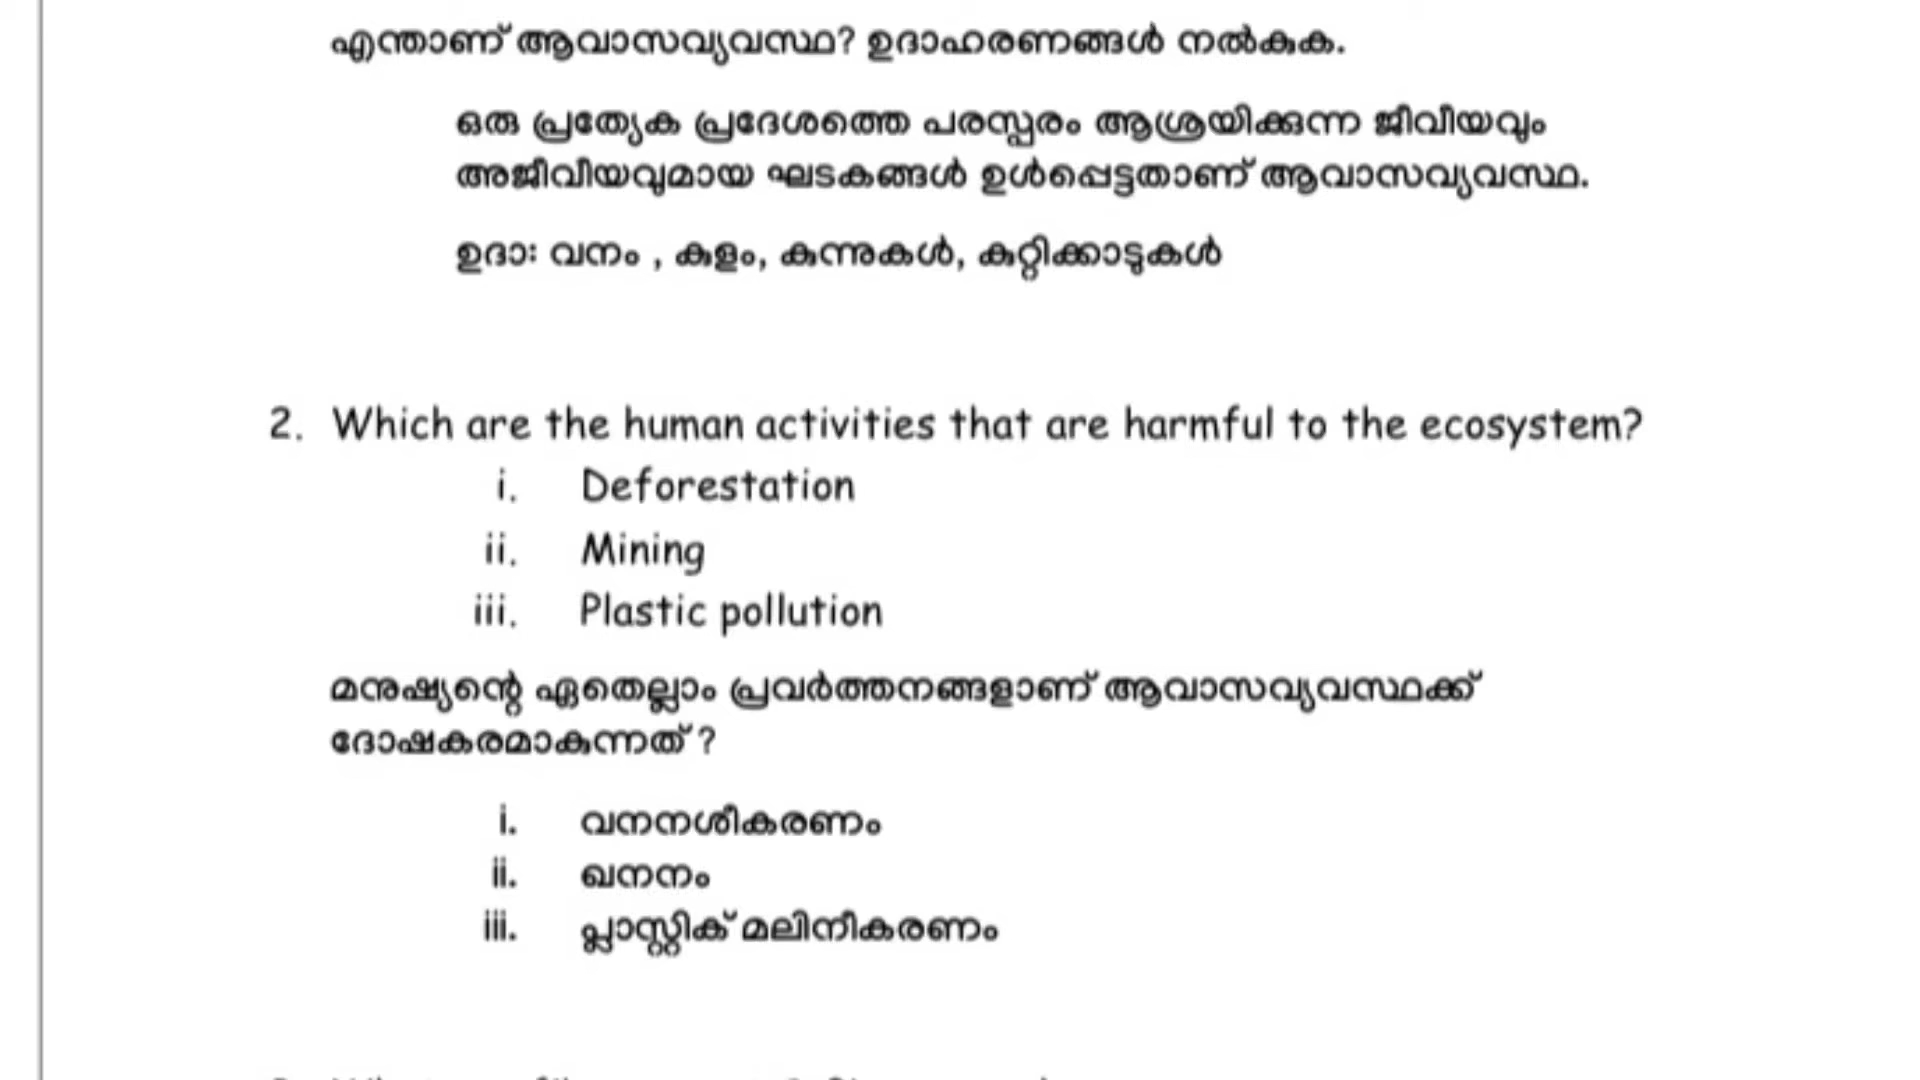 എന്താണ് ആവാസവ്യവസ്ഥ? ഉദാഹരണങ്ങൾ നൽകുക.
ഒരു പ്രത്യേക പ്രദേശത്തെ പരസ്പരം ആശ്രയിക്കുന്ന ജീവീയവും
അജീവീയവുമായ ഘടകങ്ങൾ ഉൾപ്പെട്ടതാണ് ആവാസവ്യവസ്ഥ.
ഉദാ: വനം , കുളം, കുന്നുകൾ, കുറ്റിക്കാടുകൾ
2. Which are the human activities that are harmful to the ecosystem?
i. Deforestation
ii. Mining
iii. Plastic pollution
മനുഷ്യന്റെ ഏതെല്ലാം പ്രവർത്തനങ്ങളാണ് ആവാസവ്യവസ്ഥക്ക്
ദോഷകരമാകുന്നത് ?
i. വനനശീകരണം
ii. ഖനനം
iii. പ്ലാസ്റ്റിക് മലിനീകരണം